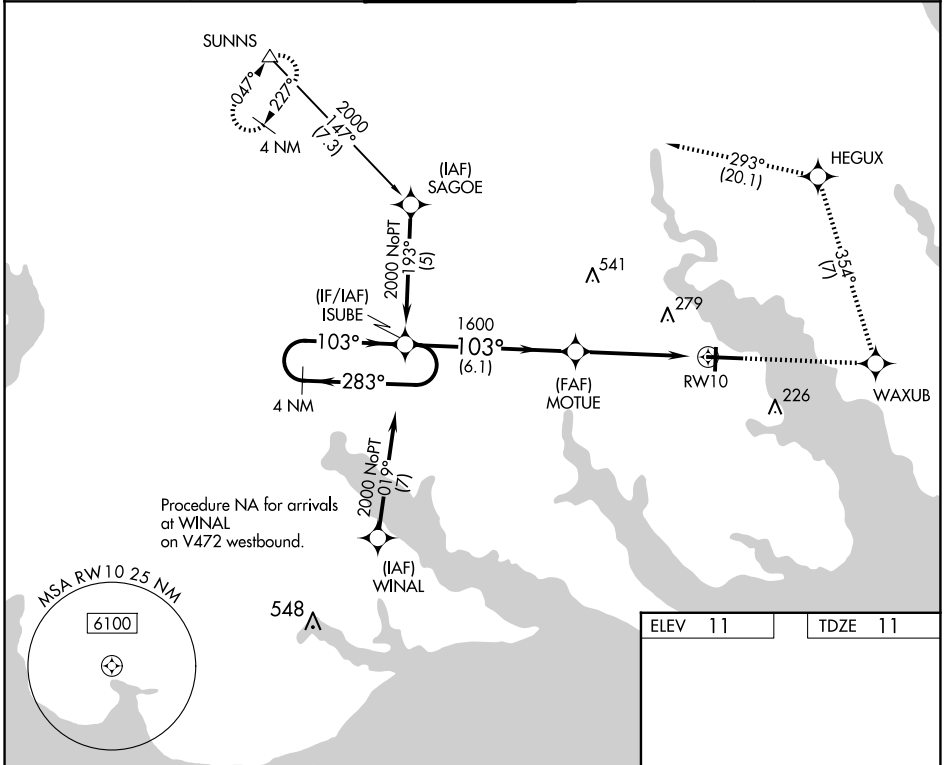 SUNNS
047°
227°
4 NM
2000
147°
(7.3)
(IAF)
SAGOE
2000 NoPT
193°
(5)
(IF/IAF)
ISUBE
103°
283°
4 NM
1600
103°
(6.1)
(FAF)
MOTUE
541
279
RW10
226
WAXUB
HEGUX
293°
(20.1)
354°
(7)
2000 NoPT
019°
(7)
(IAF)
WINAL
Procedure NA for arrivals
at WINAL
on V472 westbound.
MSA RW10 25 NM
6100
548
ELEV 11
TDZE 11